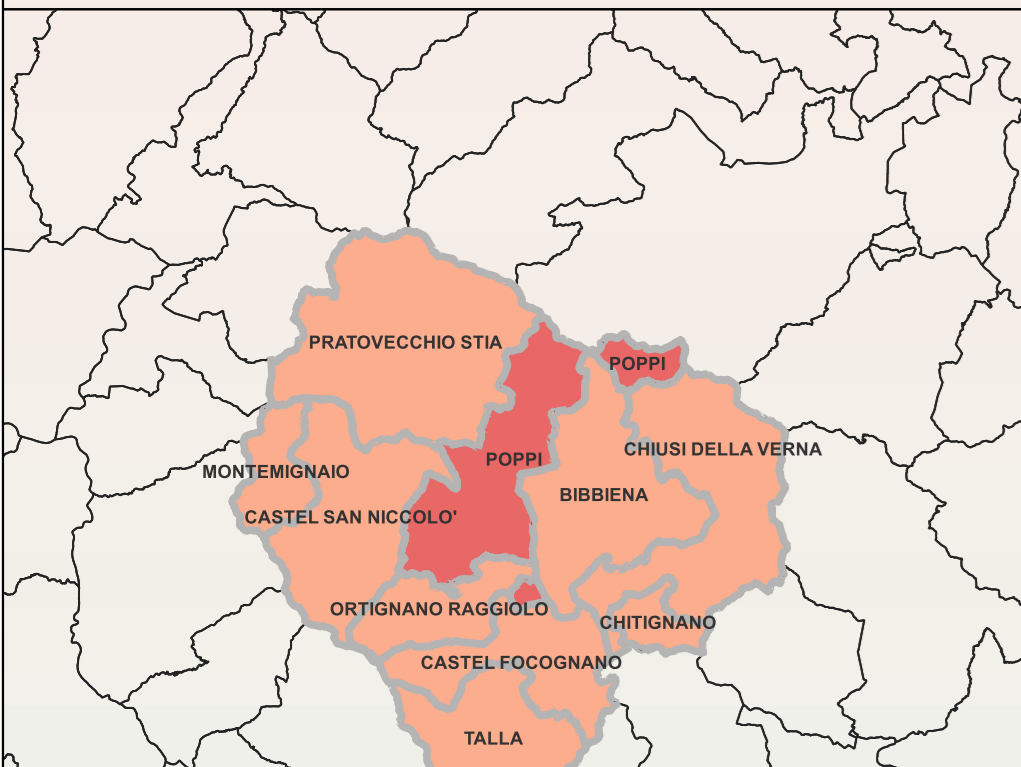 PRATOVECCHIO STIA
POPPI
CHIUSI DELLA VERNA
POPPI
MONTEMIGNAIO
BIBBIENA
CASTEL SAN NICCOLO'
ORTIGNANO RAGGIOLO
CHITIGNANO
CASTEL FOCOGNANO
TALLA